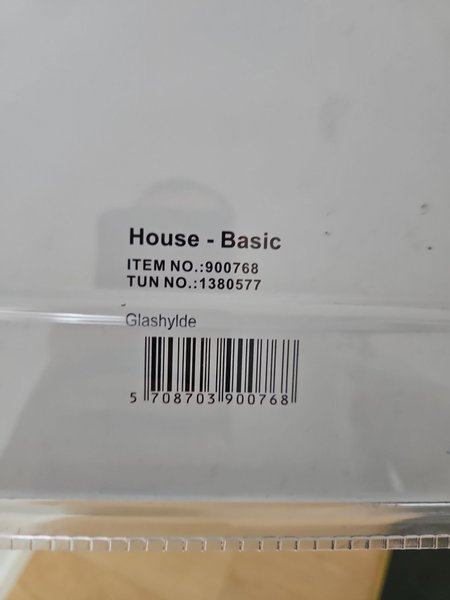 House - Basic
ITEM NO.:900768
TUN NO.:1380577
Glashylde
5 708703 900768